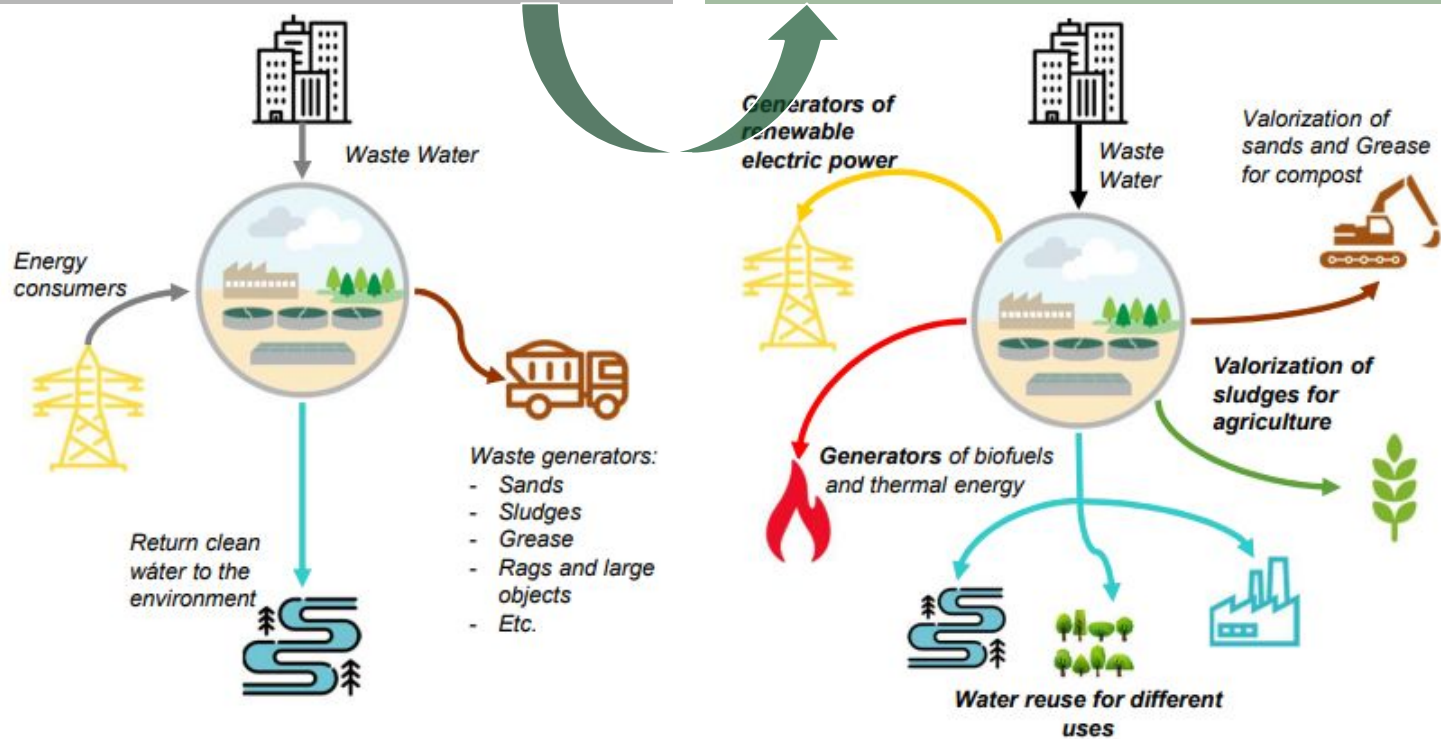 Waste Water
Energy
consumers
Waste generators:
- Sands
- Sludges
- Grease
- Rags and large
objects
- Etc.
Return clean
water to the
environment
Generators of
renewable
electric power
Waste
Water
Valorization of
sands and Grease
for compost
Valorization of
sludges for
agriculture
Generators of biofuels
and thermal energy
Water reuse for different
uses